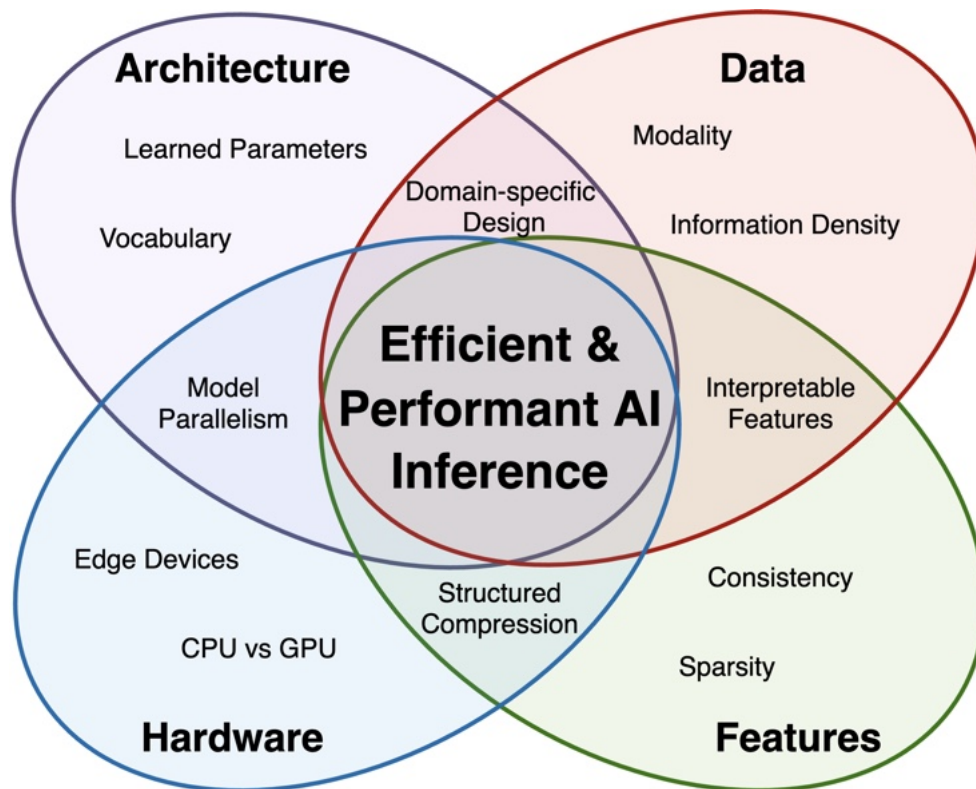 Architecture
Data
Learned Parameters
Modality
Domain-specific
Design
Vocabulary
Information Density
Efficient &
Performant AI
Inference
Model
Parallelism
Interpretable
Features
Edge Devices
Structured
Compression
Consistency
CPU vs GPU
Sparsity
Hardware
Features